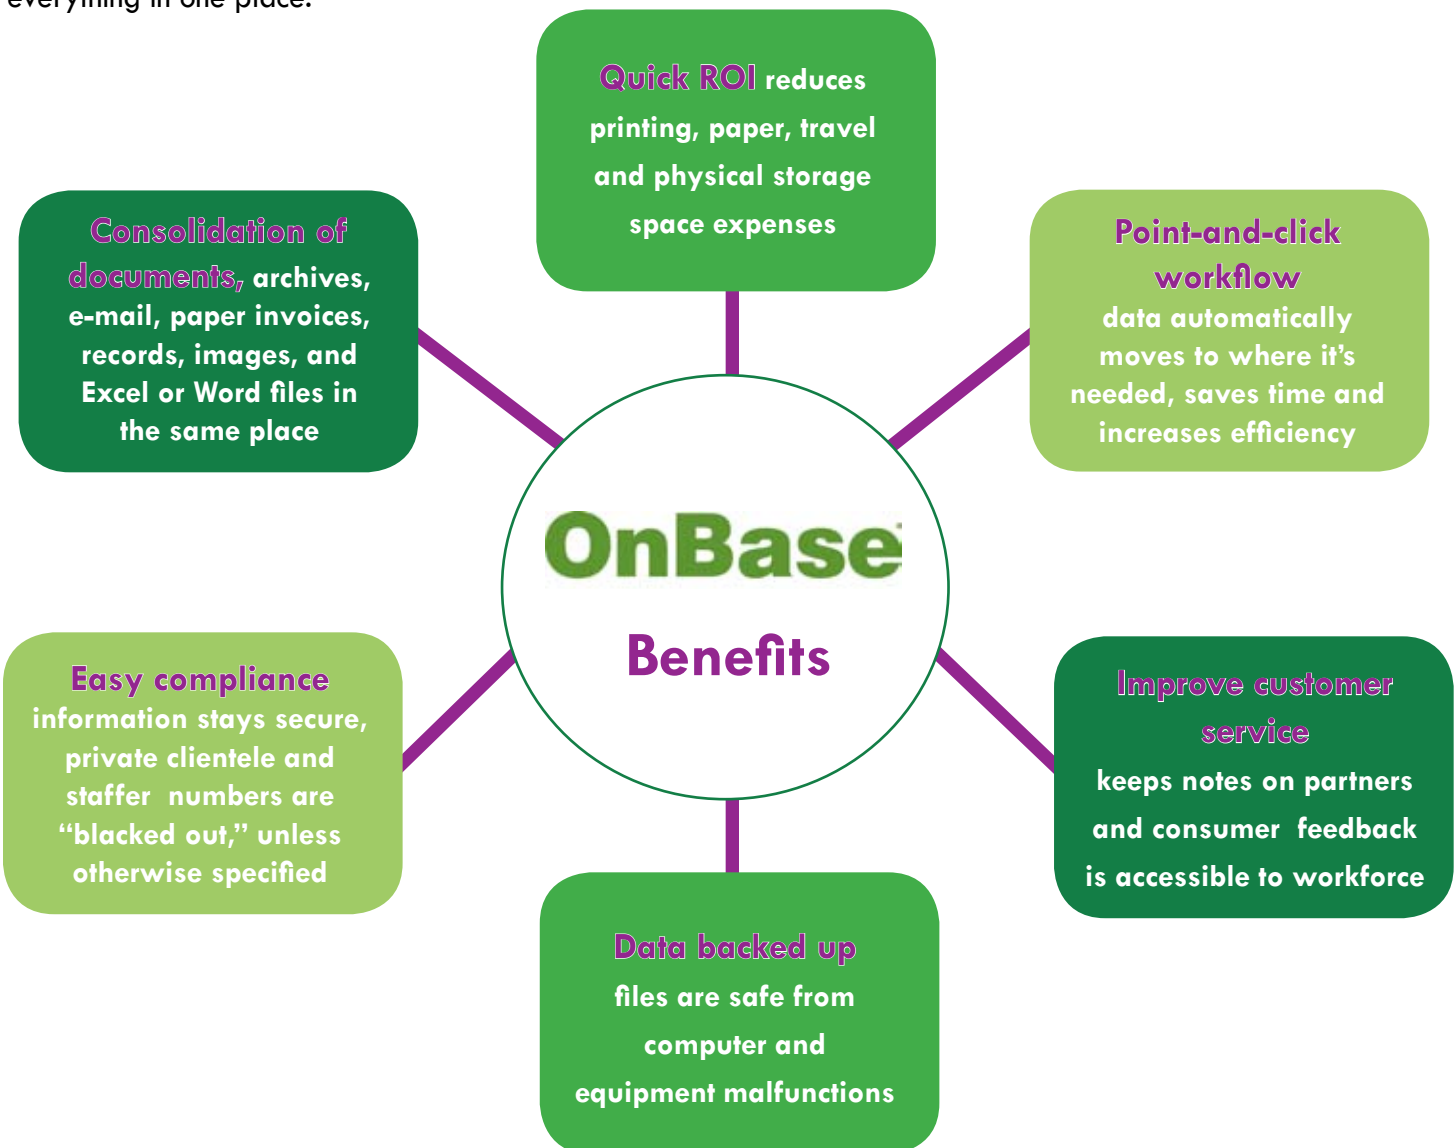 everything in one place.
Quick ROI reduces
printing, paper, travel
and physical storage
space expenses
Consolidation of
documents, archives,
e-mail, paper invoices,
records, images, and
Excel or Word files in
the same place
Point-and-click
workflow
data automatically
moves to where it's
needed, saves time and
increases efficiency
OnBase
Benefits
Easy compliance
information stays secure,
private clientele and
staffer  numbers are
“blacked out,” unless
otherwise specified
Improve customer
service
keeps notes on partners
and consumer  feedback
is accessible to workforce
Data backed up
files are safe from
computer and
equipment malfunctions